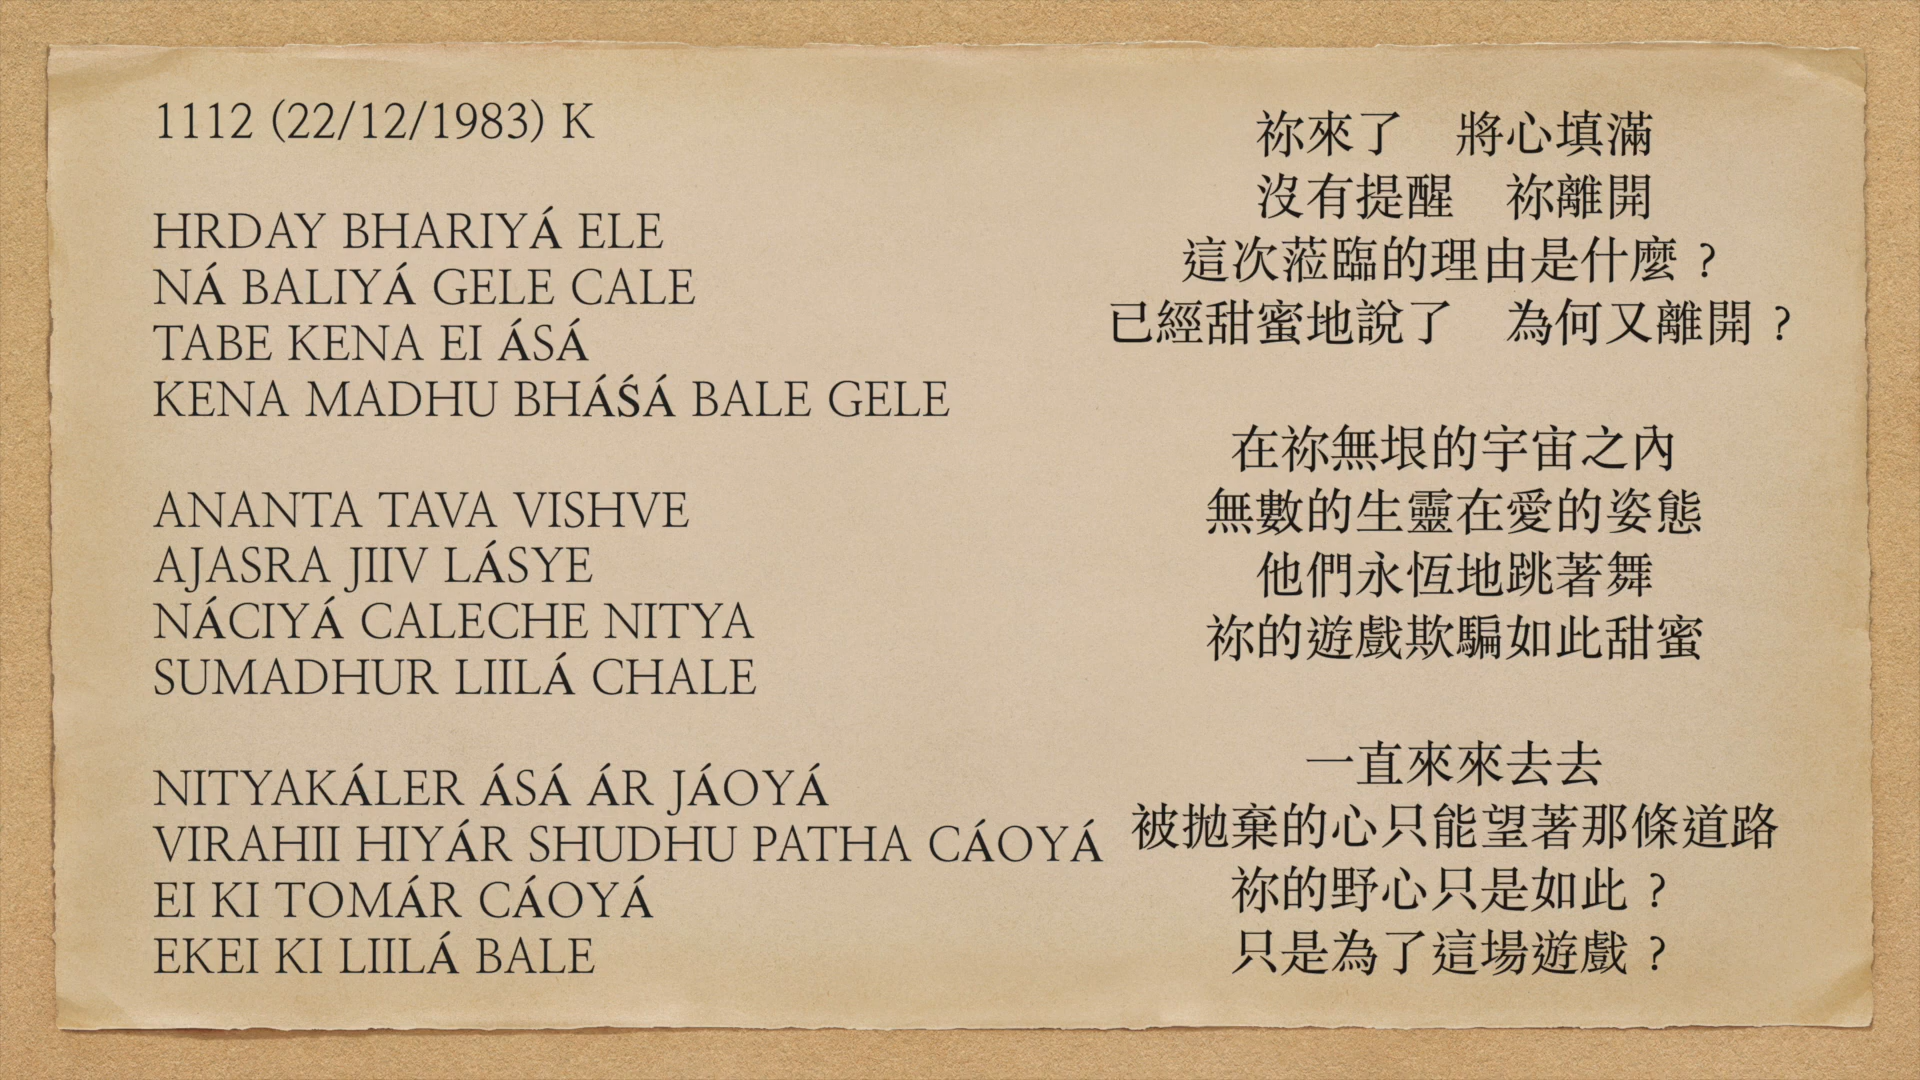 1112 (22/12/1983) K
HRDAY BHARIYÁ ELE
NÁ BALIYÁ GELE CALE
TABE KENA EI ÁSÁ
KENA MADHU BHÁŚÁ BALE GELE
ANANTA TAVA VISHVE
AJASRA JIIV LÁSYE
NÁCIYÁ CALECHE NITYA
SUMADHUR LIILÁ CHALE
NITYAKÁLER ÁSÁ ÁR JÁOYÁ
VIRAHII HIYÁR SHUDHU PATHA CÁOYÁ
EI KI TOMÁR CÁOYÁ
EKEI KI LIILÁ BALE
祢來了　將心填滿
沒有提醒　祢離開
這次蒞臨的理由是什麼？
已經甜蜜地說了　為何又離開？
在祢無垠的宇宙之內
無數的生靈在愛的姿態
他們永恆地跳著舞
祢的遊戲欺騙如此甜蜜
一直來來去去
被拋棄的心只能望著那條道路
祢的野心只是如此？
只是為了這場遊戲？